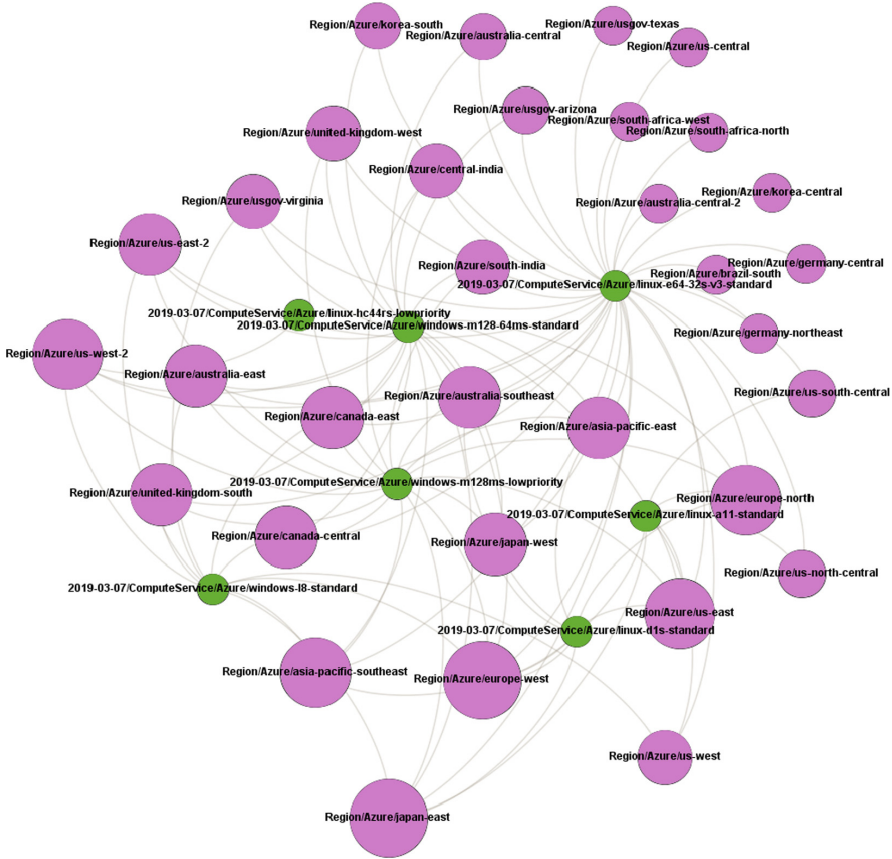 Region/Azure/korea-south
Region/Azure/usgov-texas
Region/Azure/australia-central
Region/Azure/us-central
Region/Azure/usgov-arizona
Region/Azure/south-africa-west
Region/Azure/united-kingdom-west
Region/Azure/south-africa-north
Region/Azure/central-india
Region/Azure/korea-central
Region/Azure/usgov-virginia
Region/Azure/australia-central-2
Region/Azure/us-east-2
Region/Azure/south-india
Region/Azure/germany-central
Region/Azure/brazil-south
2019-03-07/ComputeService/Azure/linux-e64-32s-v3-standard
2019-03-07/ComputeService/Azure/linux-hc44rs-lowpriority
2019-03-07/ComputeService/Azure/windows-m128-64ms-standard
Region/Azure/germany-northeast
Region/Azure/us-west-2
Region/Azure/australia-east
Region/Azure/us-south-central
Region/Azure/australia-southeast
Region/Azure/canada-east
Region/Azure/asia-pacific-east
2019-03-07/ComputeService/Azure/windows-m128ms-lowpriority
Region/Azure/united-kingdom-south
Region/Azure/europe-north
2019-03-07/ComputeService/Azure/linux-a11-standard
Region/Azure/canada-central
Region/Azure/japan-west
Region/Azure/us-north-central
2019-03-07/ComputeService/Azure/windows-l8-standard
Region/Azure/us-east
2019-03-07/ComputeService/Azure/linux-d1s-standard
Region/Azure/asia-pacific-southeast
Region/Azure/europe-west
Region/Azure/us-west
Region/Azure/japan-east